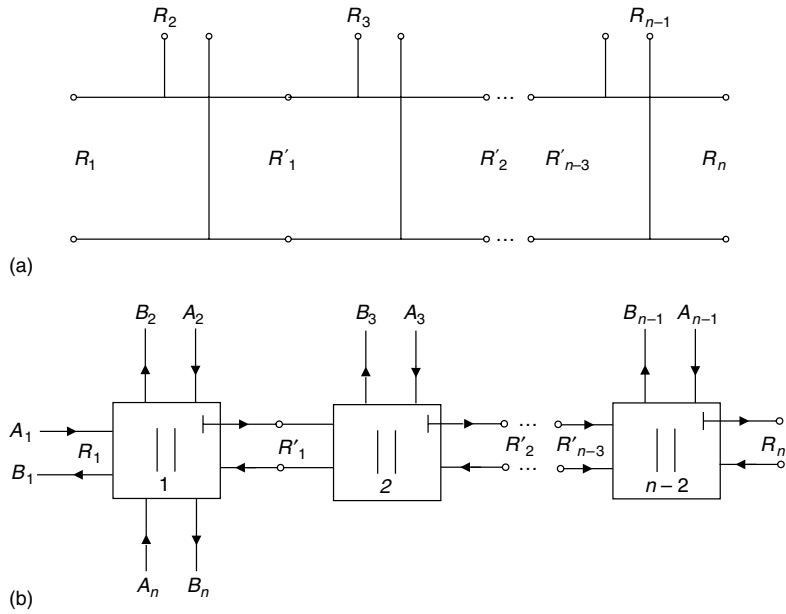 R2 R3 Rn–1
... ...
R1 R'1 R'2 R'n–3 Rn
(a)
B2 A2 B3 A3 Bn–1 An–1
A1 R1 R'1 R'2 ... R'n–3 Rn
B1 ...
1 2 n – 2
An Bn
(b)